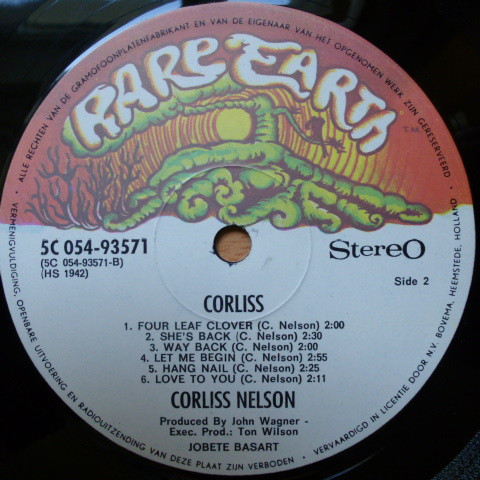 ALLE RECHTEN VAN DE GRAMOFOONPLATENFABRIKANT EN VAN DE EIGENAAR VAN HET OPGENOMEN WERK ZIJN GERESERVEERD
RARE EARTH
T.M.
5C 054-93571
(5C 054-93571-B)
(HS 1942)
Stereo
Side 2
CORLISS
1. FOUR LEAF CLOVER (C. Nelson) 2:00
2. SHE'S BACK (C. Nelson) 2:30
3. WAY BACK (C. Nelson) 2:00
4. LET ME BEGIN (C. Nelson) 2:55
5. HANG NAIL (C. Nelson) 2:25
6. LOVE TO YOU (C. Nelson) 2:11
CORLISS NELSON
Produced By John Wagner -
Exec. Prod.: Ton Wilson
JOBETE BASART
VERMENIGVULDIGING, OPENBARE UITVOERING EN RADIOUITZENDING VAN DEZE PLAAT ZIJN VERBODEN •
VERVAARDIGD IN LICENTIE DOOR N.V. BOVEMA, HEEMSTEDE, HOLLAND